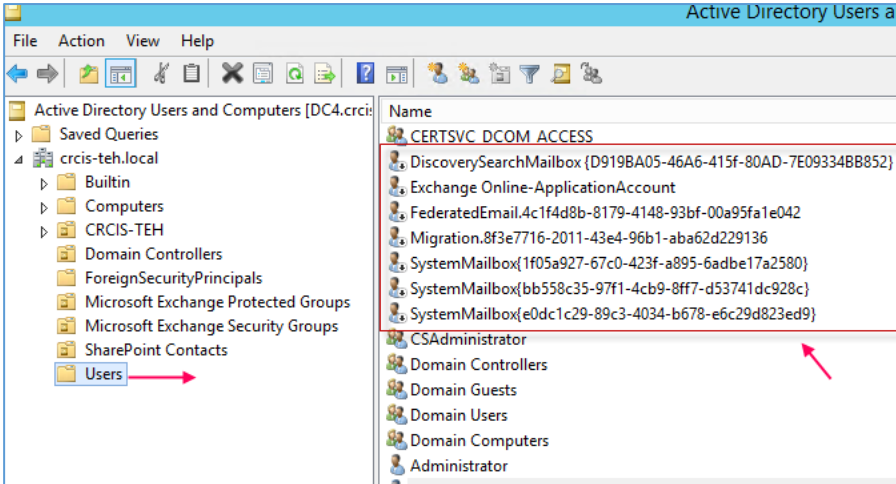 Active Directory Users a
File Action View Help
Active Directory Users and Computers [DC4.crcis
Saved Queries
crcis-teh.local
Builtin
Computers
CRCIS-TEH
Domain Controllers
ForeignSecurityPrincipals
Microsoft Exchange Protected Groups
Microsoft Exchange Security Groups
SharePoint Contacts
Users
Name
CERTSVC_DCOM_ACCESS
DiscoverySearchMailbox {D919BA05-46A6-415f-80AD-7E09334BB852}
Exchange Online-ApplicationAccount
FederatedEmail.4c1f4d8b-8179-4148-93bf-00a95fa1e042
Migration.8f3e7716-2011-43e4-96b1-aba62d229136
SystemMailbox{1f05a927-67c0-423f-a895-6adbe17a2580}
SystemMailbox{bb558c35-97f1-4cb9-8ff7-d53741dc928c}
SystemMailbox{e0dc1c29-89c3-4034-b678-e6c29d823ed9}
CSAdministrator
Domain Controllers
Domain Guests
Domain Users
Domain Computers
Administrator